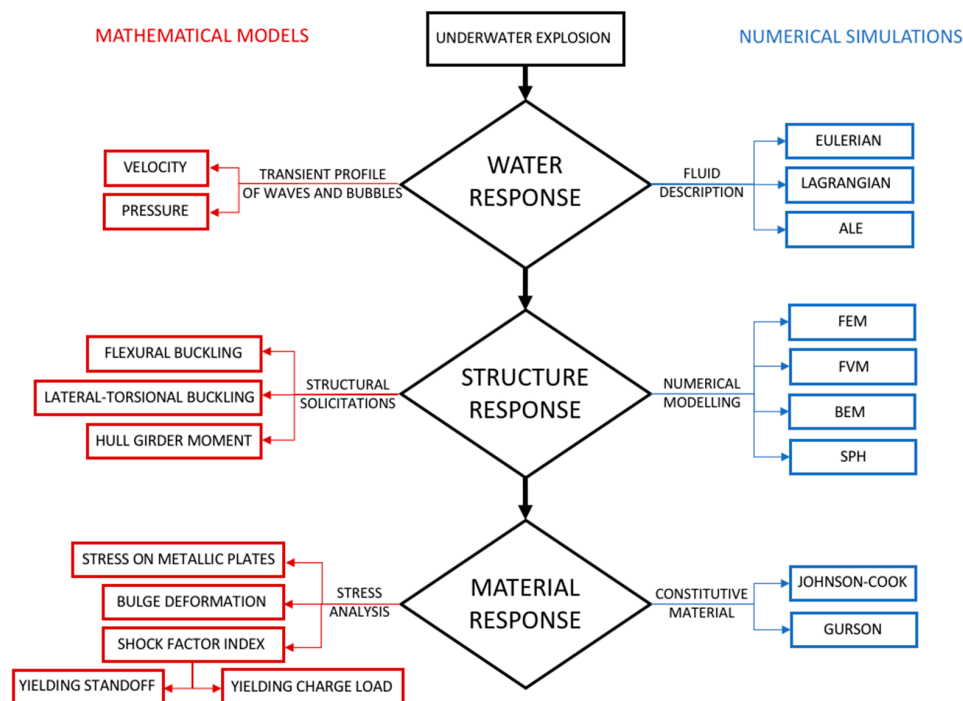 MATHEMATICAL MODELS
UNDERWATER EXPLOSION
NUMERICAL SIMULATIONS
VELOCITY
PRESSURE
TRANSIENT PROFILE
OF WAVES AND BUBBLES
WATER
RESPONSE
FLUID
DESCRIPTION
EULERIAN
LAGRANGIAN
ALE
FLEXURAL BUCKLING
LATERAL-TORSIONAL BUCKLING
HULL GIRDER MOMENT
STRUCTURAL
SOLICITATIONS
STRUCTURE
RESPONSE
NUMERICAL
MODELLING
FEM
FVM
BEM
SPH
STRESS ON METALLIC PLATES
BULGE DEFORMATION
SHOCK FACTOR INDEX
YIELDING STANDOFF
YIELDING CHARGE LOAD
STRESS
ANALYSIS
MATERIAL
RESPONSE
CONSTITUTIVE
MATERIAL
JOHNSON-COOK
GURSON